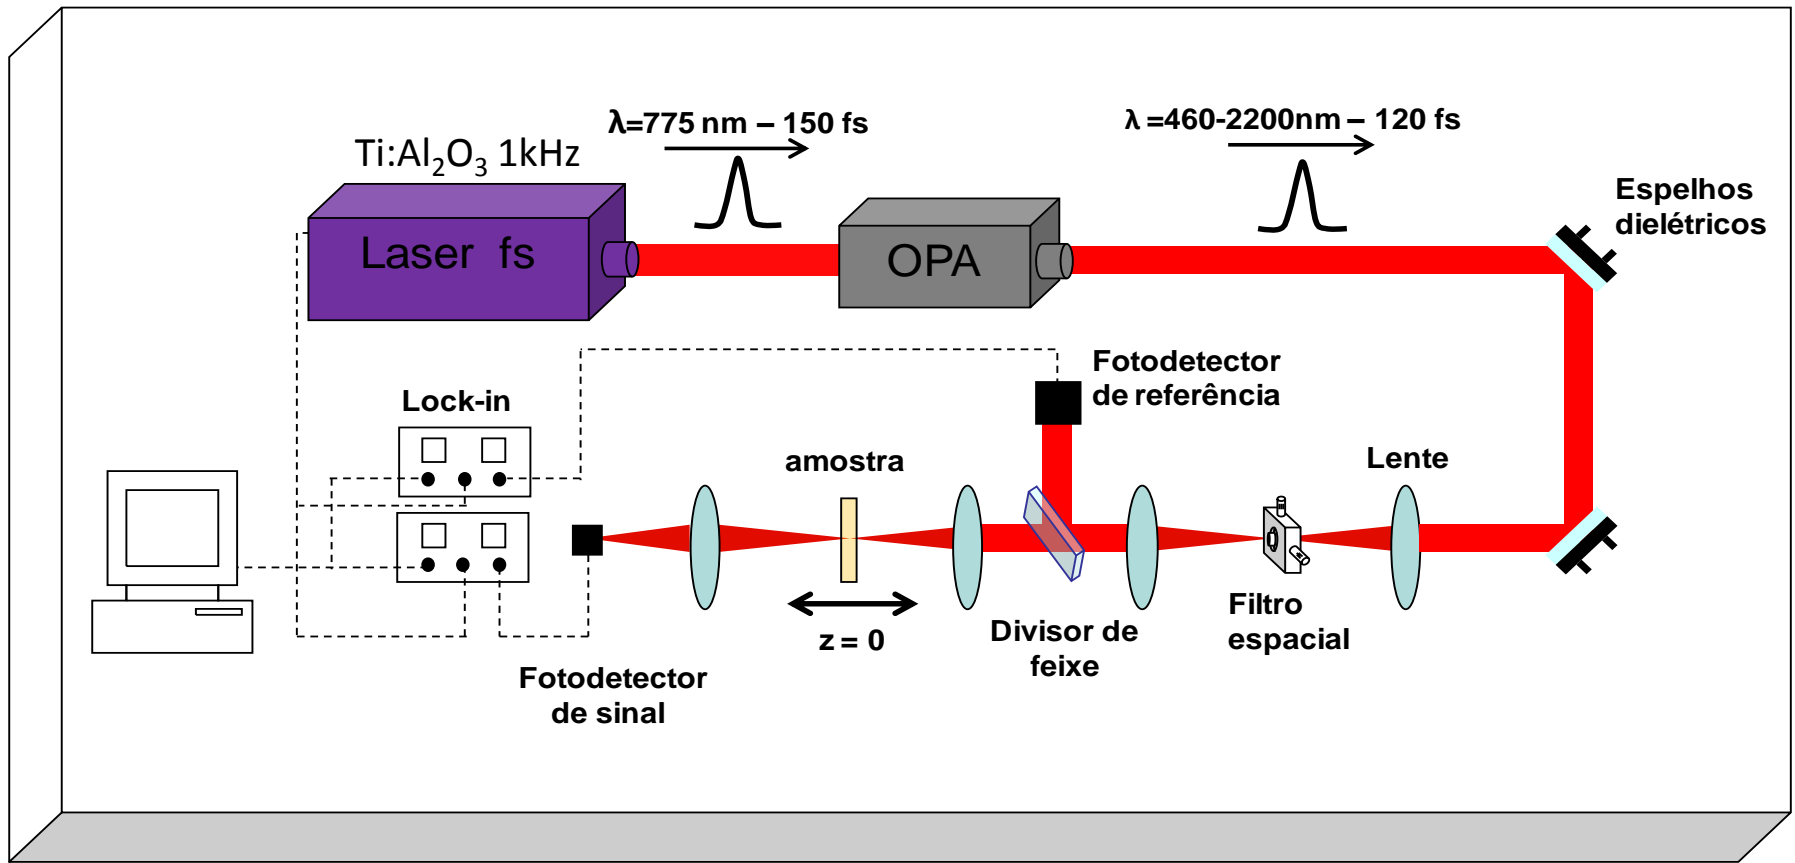 λ=775 nm – 150 fs
λ =460-2200nm – 120 fs
Ti:Al₂O₃ 1kHz
Laser fs
OPA
Espelhos
dielétricos
Fotodetector
de referência
Lock-in
amostra
Lente
z = 0
Divisor de
feixe
Filtro
espacial
Fotodetector
de sinal